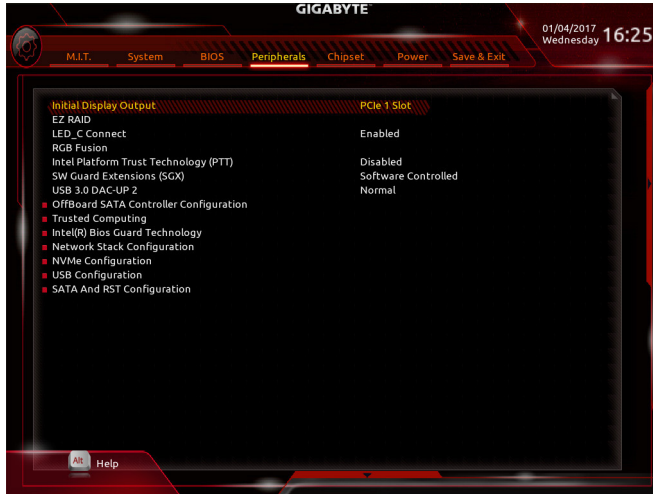 GIGABYTE™
01/04/2017 Wednesday 16:25
M.I.T. System BIOS Peripherals Chipset Power Save & Exit
Initial Display Output PCIe 1 Slot
EZ RAID
LED_C Connect Enabled
RGB Fusion
Intel Platform Trust Technology (PTT) Disabled
SW Guard Extensions (SGX) Software Controlled
USB 3.0 DAC-UP 2 Normal
OffBoard SATA Controller Configuration
Trusted Computing
Intel(R) Bios Guard Technology
Network Stack Configuration
NVMe Configuration
USB Configuration
SATA And RST Configuration
Alt Help